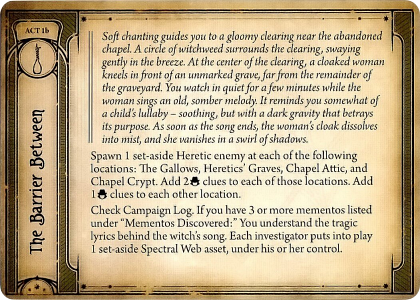 ACT 1b
The Barrier Between
Soft chanting guides you to a gloomy clearing near the abandoned
chapel. A circle of witchweed surrounds the clearing, swaying
gently in the breeze. At the center of the clearing, a cloaked woman
kneels in front of an unmarked grave, far from the remainder of
the graveyard. You watch in quiet for a few minutes while the
woman sings an old, somber melody. It reminds you somewhat of
a child's lullaby – soothing, but with a dark gravity that betrays
its purpose. As soon as the song ends, the woman's cloak dissolves
into mist, and she vanishes in a swirl of shadows.
Spawn 1 set-aside Heretic enemy at each of the following
locations: The Gallows, Heretics' Graves, Chapel Attic, and
Chapel Crypt. Add 2 clues to each of those locations. Add
1 clues to each other location.
Check Campaign Log. If you have 3 or more mementos listed
under "Mementos Discovered:" You understand the tragic
lyrics behind the witch's song. Each investigator puts into play
1 set-aside Spectral Web asset, under his or her control.